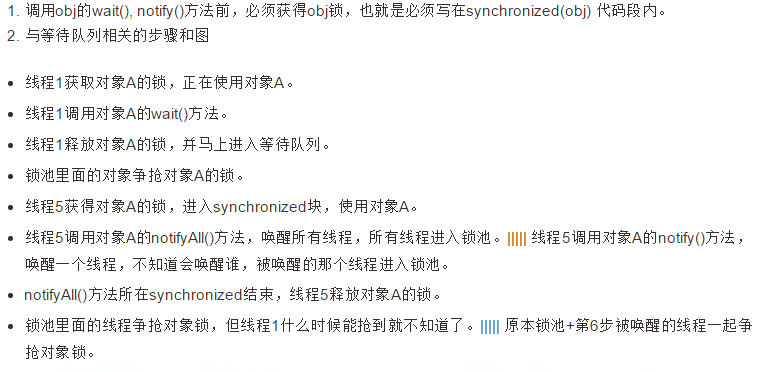 1. 调用obj的wait(), notify()方法前，必须获得obj锁，也就是必须写在synchronized(obj) 代码段内。
2. 与等待队列相关的步骤和图
• 线程1获取对象A的锁，正在使用对象A。
• 线程1调用对象A的wait()方法。
• 线程1释放对象A的锁，并马上进入等待队列。
• 锁池里面的对象争抢对象A的锁。
• 线程5获得对象A的锁，进入synchronized块，使用对象A。
• 线程5调用对象A的notifyAll()方法，唤醒所有线程，所有线程进入锁池。||||| 线程5调用对象A的notify()方法，
唤醒一个线程，不知道会唤醒谁，被唤醒的那个线程进入锁池。
• notifyAll()方法所在synchronized结束，线程5释放对象A的锁。
• 锁池里面的线程争抢对象锁，但线程1什么时候能抢到就不知道了。||||| 原本锁池+第6步被唤醒的线程一起争
抢对象锁。